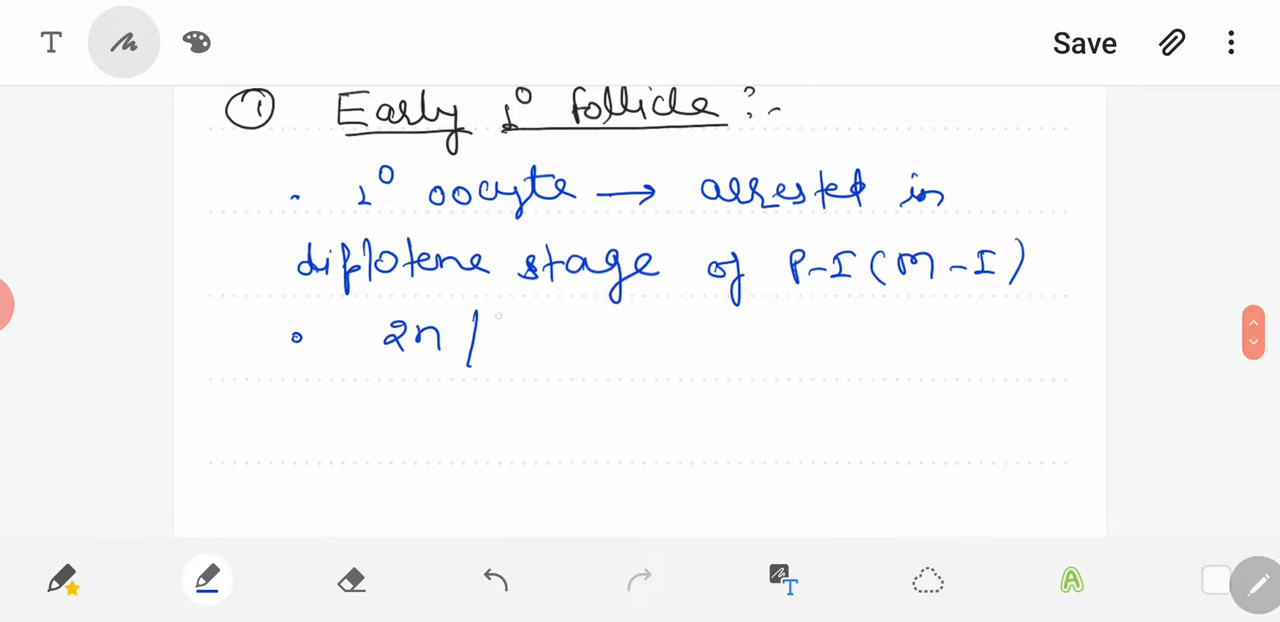 T Save
① Early 1° follicle :-
. 1° oocyte → arrested in
diplotene stage of P-I (M-I)
• 2n /
T
A